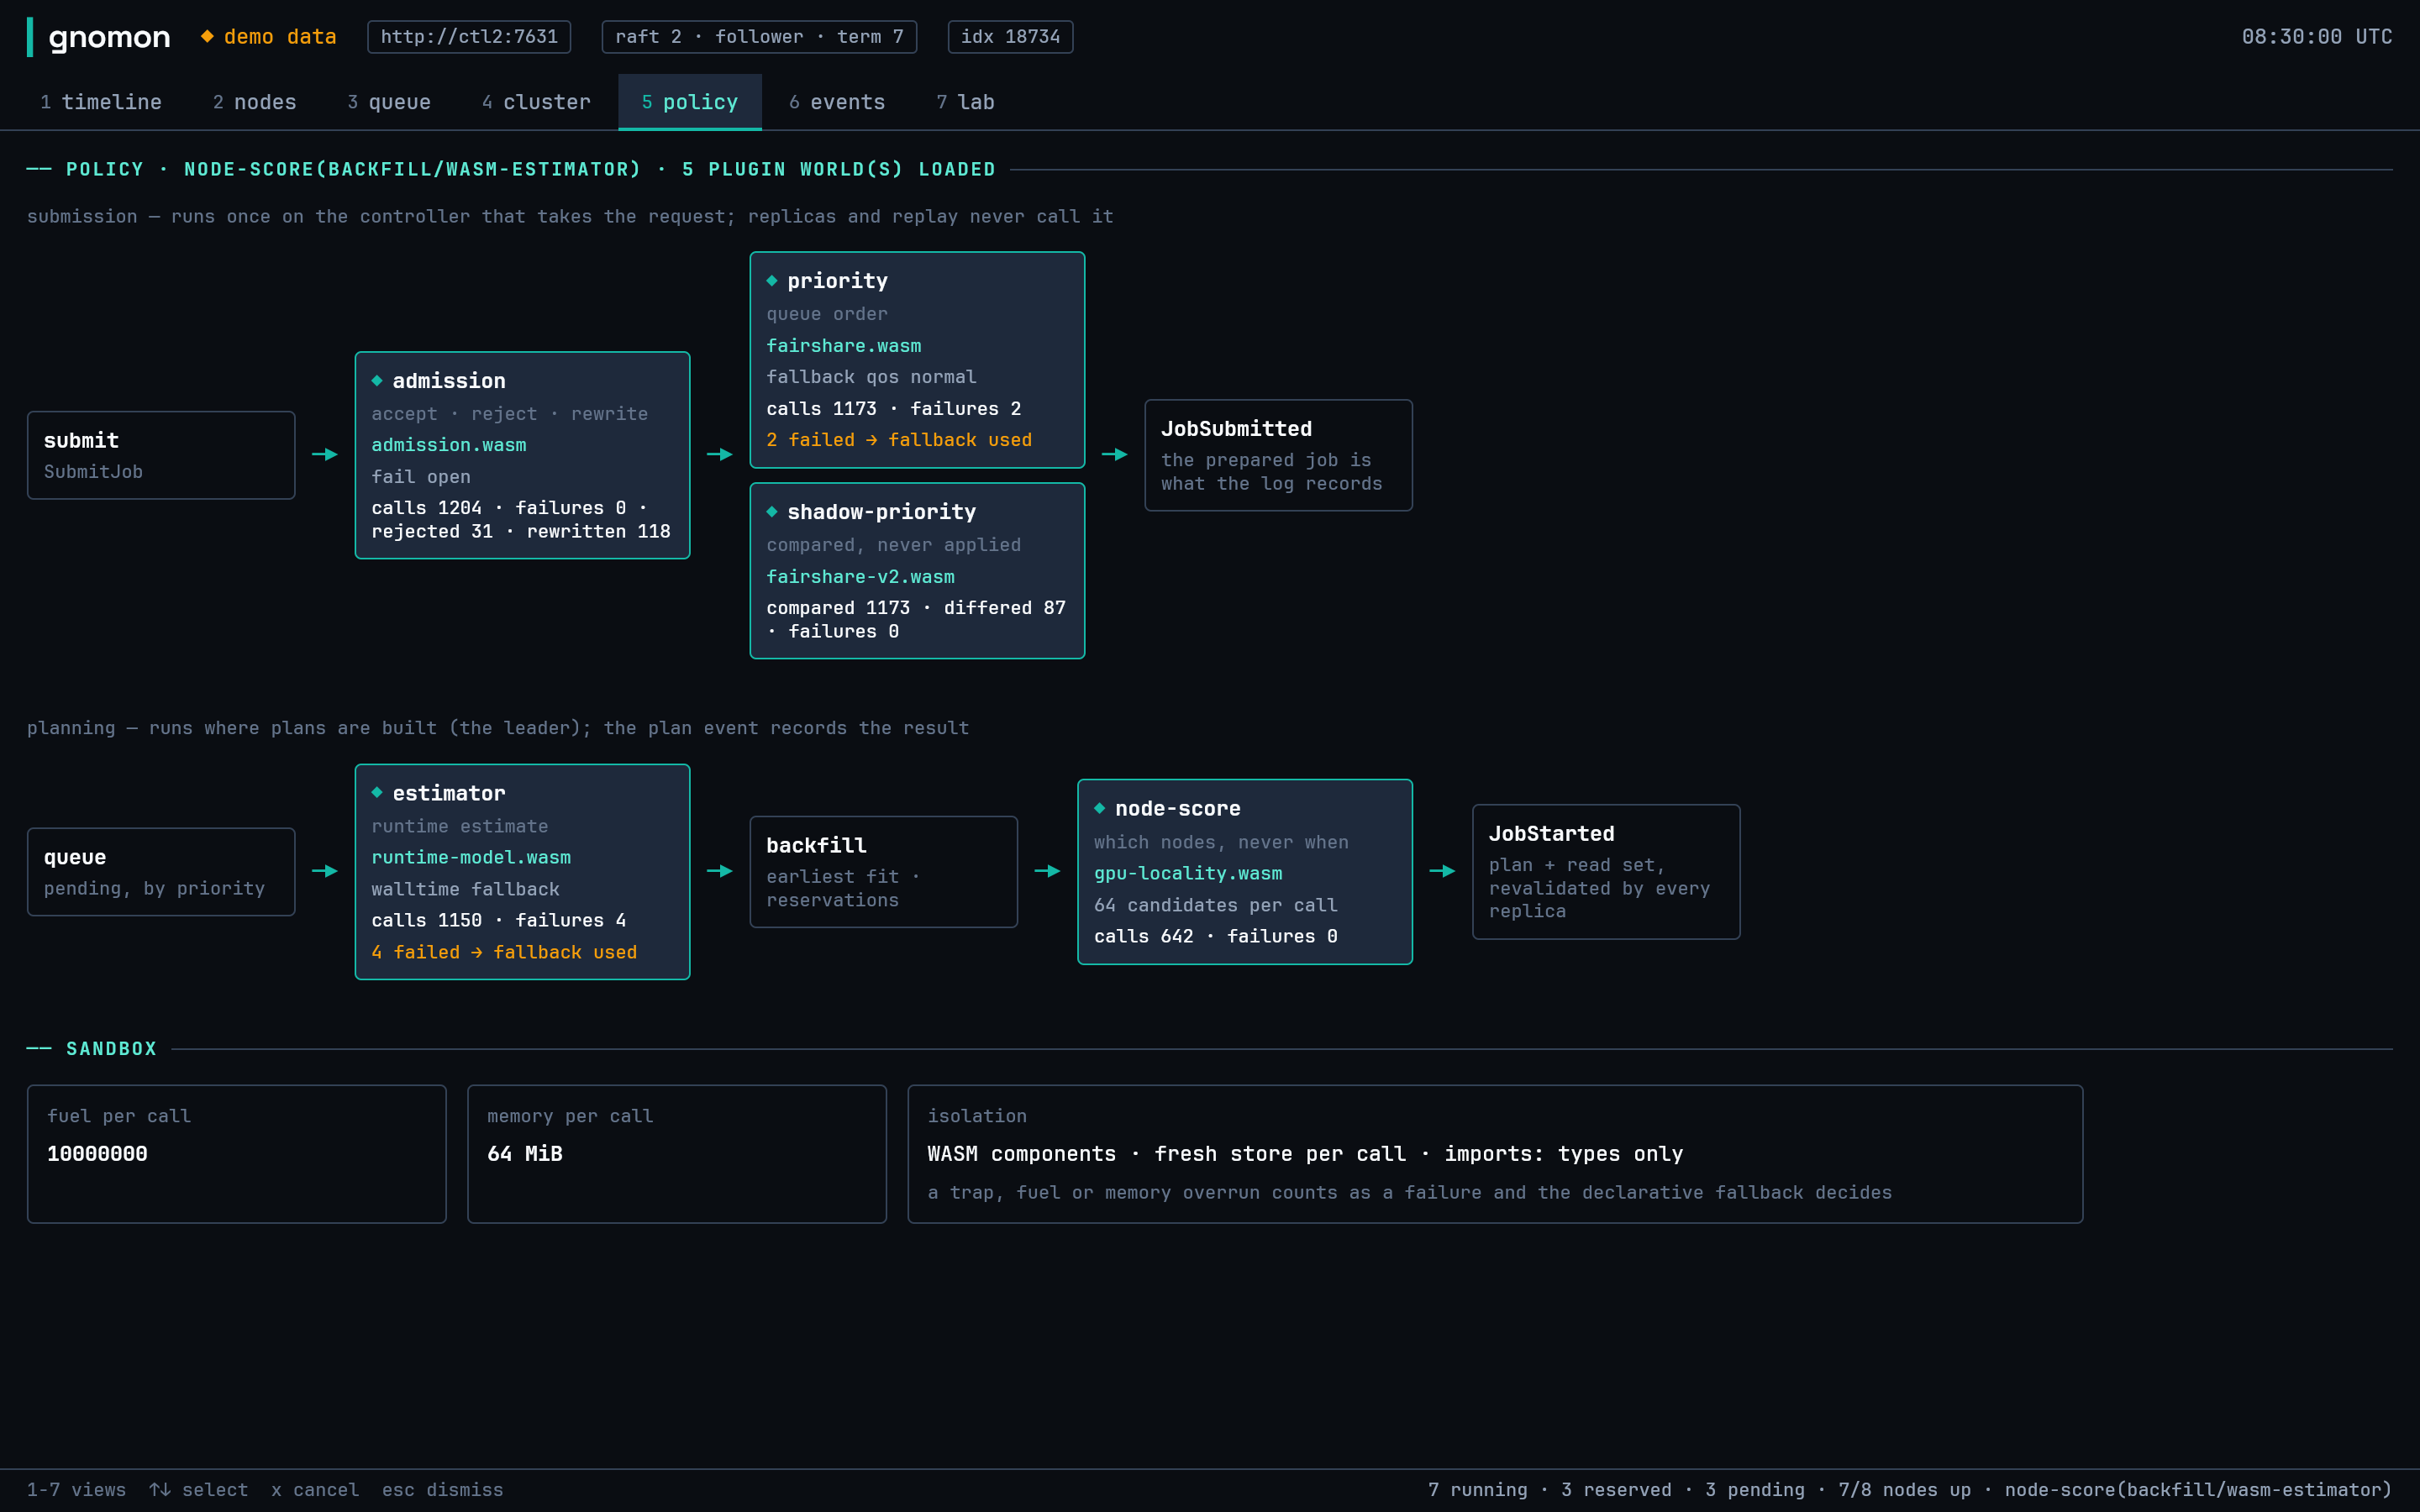 gnomon ◆ demo data http://ctl2:7631 raft 2 · follower · term 7 idx 18734 08:30:00 UTC
1 timeline 2 nodes 3 queue 4 cluster 5 policy 6 events 7 lab
—— POLICY · NODE-SCORE(BACKFILL/WASM-ESTIMATOR) · 5 PLUGIN WORLD(S) LOADED
submission — runs once on the controller that takes the request; replicas and replay never call it
submit
SubmitJob
◆ admission
accept · reject · rewrite
admission.wasm
fail open
calls 1204 · failures 0 ·
rejected 31 · rewritten 118
◆ priority
queue order
fairshare.wasm
fallback qos normal
calls 1173 · failures 2
2 failed → fallback used
◆ shadow-priority
compared, never applied
fairshare-v2.wasm
compared 1173 · differed 87
· failures 0
JobSubmitted
the prepared job is
what the log records
planning — runs where plans are built (the leader); the plan event records the result
queue
pending, by priority
◆ estimator
runtime estimate
runtime-model.wasm
walltime fallback
calls 1150 · failures 4
4 failed → fallback used
backfill
earliest fit ·
reservations
◆ node-score
which nodes, never when
gpu-locality.wasm
64 candidates per call
calls 642 · failures 0
JobStarted
plan + read set,
revalidated by every
replica
—— SANDBOX
fuel per call
10000000
memory per call
64 MiB
isolation
WASM components · fresh store per call · imports: types only
a trap, fuel or memory overrun counts as a failure and the declarative fallback decides
1-7 views ↑↓ select x cancel esc dismiss 7 running · 3 reserved · 3 pending · 7/8 nodes up · node-score(backfill/wasm-estimator)